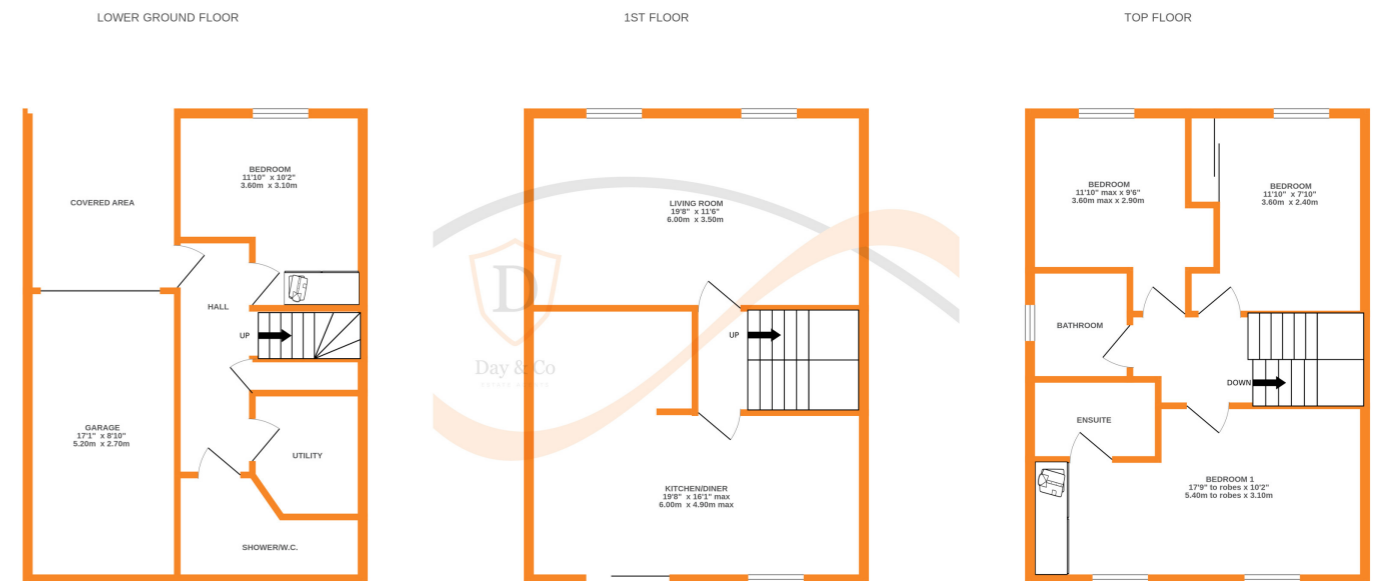 LOWER GROUND FLOOR
1ST FLOOR
TOP FLOOR
COVERED AREA
BEDROOM
11'10" x 10'2"
3.60m x 3.10m
HALL
UP
GARAGE
17'1" x 8'10"
5.20m x 2.70m
UTILITY
SHOWER/W.C.
LIVING ROOM
19'8" x 11'6"
6.00m x 3.50m
UP
KITCHEN/DINER
19'8" x 16'1" max
6.00m x 4.90m max
D
Day & Co
BEDROOM
11'10" max x 9'6"
3.60m max x 2.90m
BEDROOM
11'10" x 7'10"
3.60m x 2.40m
BATHROOM
DOWN
ENSUITE
BEDROOM 1
17'9" to robes x 10'2"
5.40m to robes x 3.10m